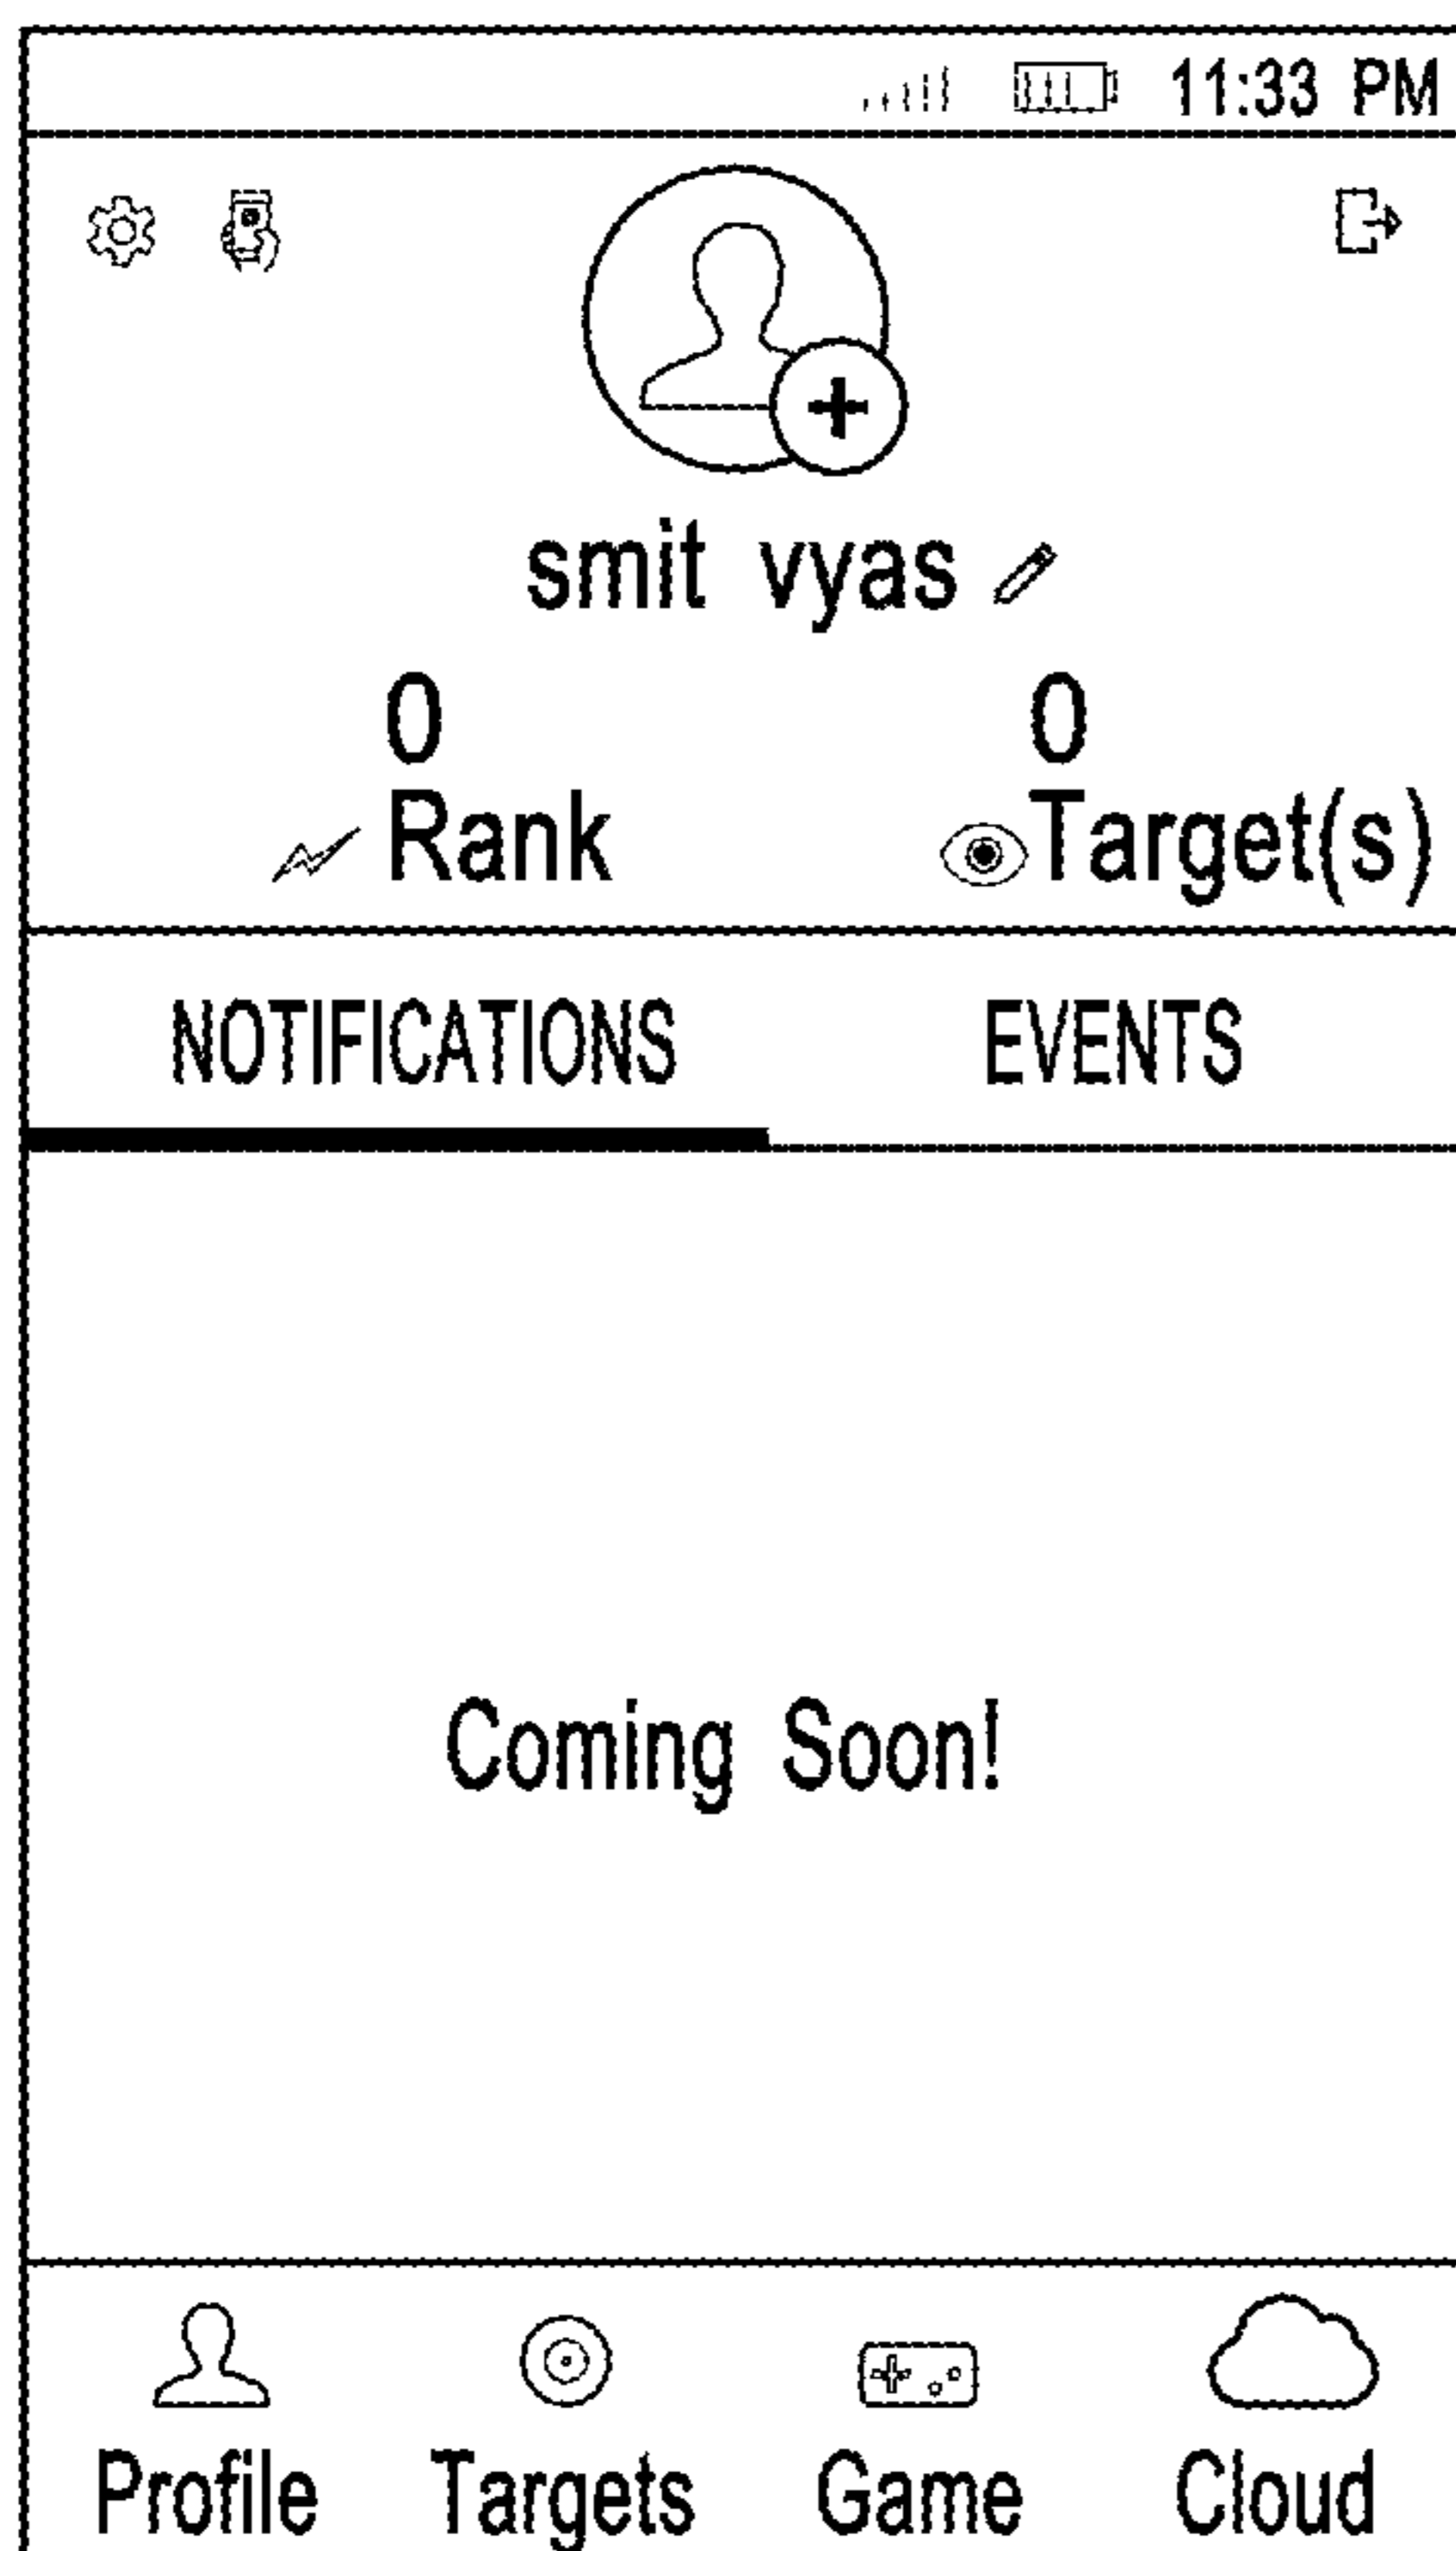 11:33 PM
smit vyas
0 0
Rank Target(s)
NOTIFICATIONS EVENTS
Coming Soon!
Profile Targets Game Cloud